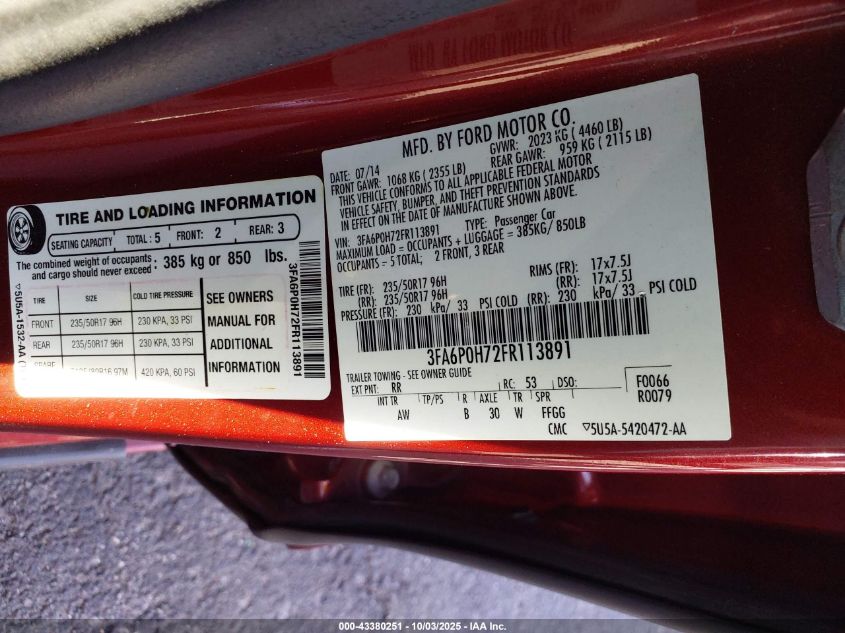 TIRE AND LOADING INFORMATION
SEATING CAPACITY TOTAL: 5 FRONT: 2 REAR: 3
The combined weight of occupants and cargo should never exceed: 385 kg or 850 lbs.
TIRE SIZE COLD TIRE PRESSURE
FRONT 235/50R17 96H 230 KPA, 33 PSI
REAR 235/50R17 96H 230 KPA, 33 PSI
97M 420 KPA, 60 PSI
SEE OWNERS
MANUAL FOR
ADDITIONAL
INFORMATION
5U5A-1532-AA
3FA6P0H72FR113891
MFD. BY FORD MOTOR CO.
DATE: 07/14 GVWR: 2023 KG ( 4460 LB)
FRONT GAWR: 1068 KG ( 2355 LB) REAR GAWR: 959 KG ( 2115 LB)
THIS VEHICLE CONFORMS TO ALL APPLICABLE FEDERAL MOTOR
VEHICLE SAFETY, BUMPER, AND THEFT PREVENTION STANDARDS
IN EFFECT ON THE DATE OF MANUFACTURE SHOWN ABOVE.
VIN: 3FA6P0H72FR113891 TYPE: Passenger Car
MAXIMUM LOAD = OCCUPANTS + LUGGAGE = 385KG/ 850LB
OCCUPANTS = 5 TOTAL; 2 FRONT, 3 REAR
TIRE (FR): 235/50R17 96H RIMS (FR): 17x7.5J
(RR): 235/50R17 96H (RR): 17x7.5J
PRESSURE (FR): 230 kPa/ 33 PSI COLD (RR): 230 kPa/ 33 PSI COLD
3FA6P0H72FR113891
TRAILER TOWING - SEE OWNER GUIDE
EXT PNT: RR RC: 53 DSO: F0066
R0079
INT TR TP/PS R AXLE TR SPR
AW B 30 W FFGG
CMC ▽5U5A-5420472-AA
000-43380251 - 10/03/2025 - IAA Inc.